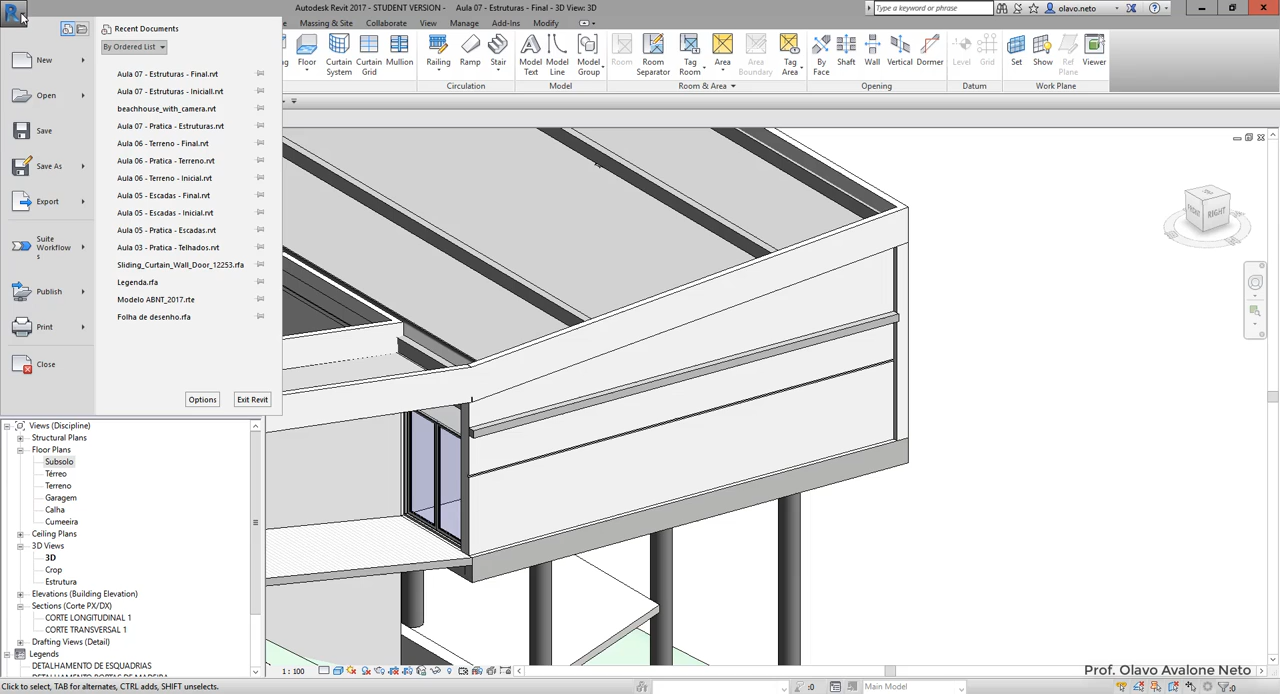 Autodesk Revit 2017 - STUDENT VERSION - Aula 07 - Estruturas - Final - 3D View: 3D
Type a keyword or phrase
olavo.neto
Massing & Site
Collaborate
View
Manage
Add-Ins
Modify
Recent Documents
By Ordered List
New
Open
Save
Save As
Export
Suite
Workflow
s
Publish
Print
Close
Aula 07 - Estruturas - Final.rvt
Aula 07 - Estruturas - Iniciall.rvt
beachhouse_with_camera.rvt
Aula 07 - Pratica - Estruturas.rvt
Aula 06 - Terreno - Final.rvt
Aula 06 - Pratica - Terreno.rvt
Aula 06 - Terreno - Inicial.rvt
Aula 05 - Escadas - Final.rvt
Aula 05 - Escadas - Inicial.rvt
Aula 05 - Pratica - Escadas.rvt
Aula 03 - Pratica - Telhados.rvt
Sliding_Curtain_Wall_Door_12253.rfa
Legenda.rfa
Modelo ABNT_2017.rte
Folha de desenho.rfa
Options
Exit Revit
Floor
Curtain
System
Curtain
Grid
Mullion
Railing
Ramp
Stair
Circulation
Model
Text
Model
Line
Model
Group
Model
Room
Room
Separator
Tag
Room
Area
Area
Boundary
Tag
Area
Room & Area
By
Face
Shaft
Wall
Vertical
Dormer
Opening
Level
Grid
Datum
Set
Show
Ref
Plane
Viewer
Work Plane
FRONT
RIGHT
Views (Discipline)
Structural Plans
Floor Plans
Subsolo
Térreo
Terreno
Garagem
Calha
Cumeeira
Ceiling Plans
3D Views
3D
Crop
Estrutura
Elevations (Building Elevation)
Sections (Corte PX/DX)
CORTE LONGITUDINAL 1
CORTE TRANSVERSAL 1
Drafting Views (Detail)
Legends
DETALHAMENTO DE ESQUADRIAS
1 : 100
Prof. Olavo Avalone Neto
Click to select, TAB for alternates, CTRL adds, SHIFT unselects.
:0
Main Model
:0